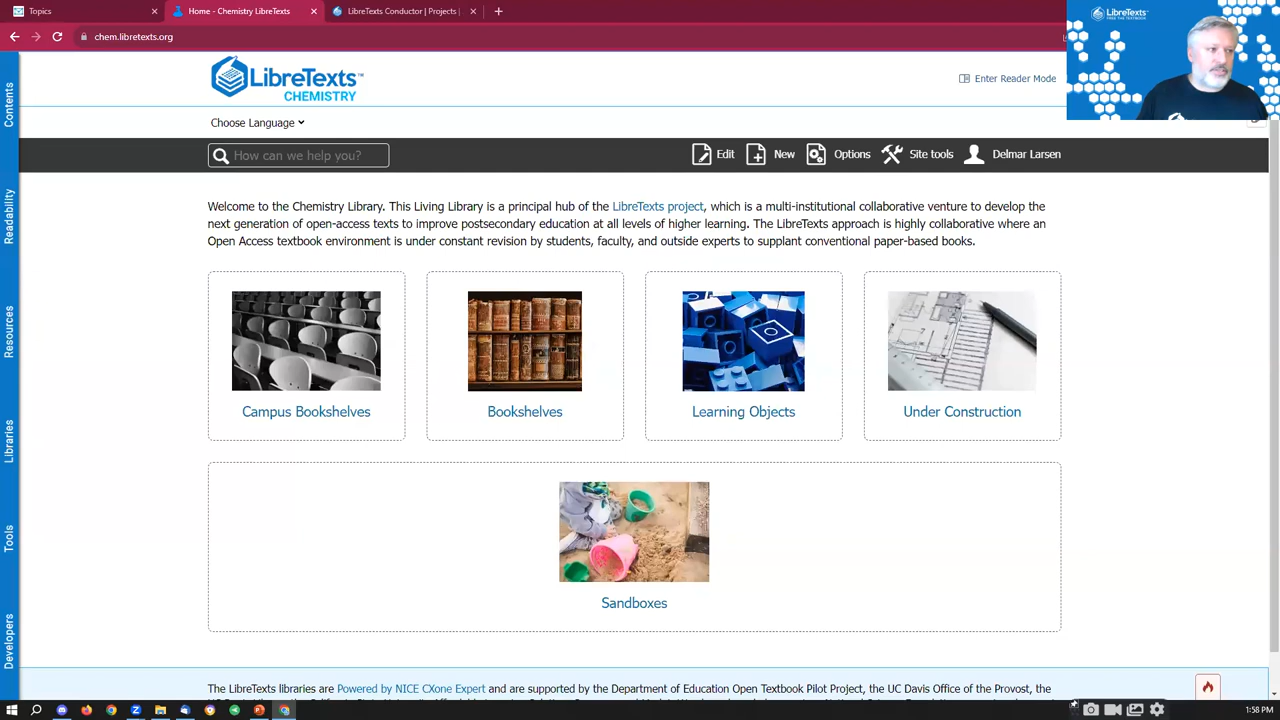 Topics
Home - Chemistry LibreTexts
LibreTexts Conductor | Projects |
chem.libretexts.org
LibreTexts
FREE THE TEXTBOOK
LibreTexts™
CHEMISTRY
Enter Reader Mode
Choose Language
How can we help you?
Edit
New
Options
Site tools
Delmar Larsen
Contents
Readability
Resources
Libraries
Tools
Developers
Welcome to the Chemistry Library. This Living Library is a principal hub of the LibreTexts project, which is a multi-institutional collaborative venture to develop the
next generation of open-access texts to improve postsecondary education at all levels of higher learning. The LibreTexts approach is highly collaborative where an
Open Access textbook environment is under constant revision by students, faculty, and outside experts to supplant conventional paper-based books.
Campus Bookshelves
Bookshelves
Learning Objects
Under Construction
Sandboxes
The LibreTexts libraries are Powered by NICE CXone Expert and are supported by the Department of Education Open Textbook Pilot Project, the UC Davis Office of the Provost, the
1:58 PM